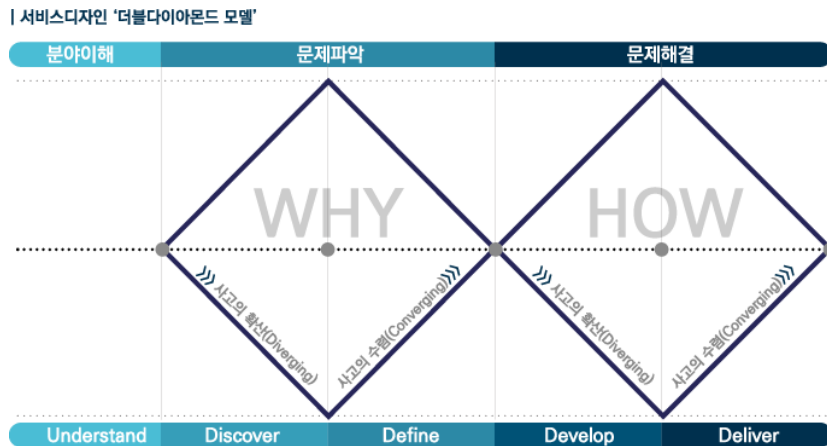 | 서비스디자인 ‘더블다이아몬드 모델’
분야이해 문제파악 문제해결
WHY HOW
사고의 확산(Diverging) 사고의 수렴(Converging) 사고의 확산(Diverging) 사고의 수렴(Converging)
Understand Discover Define Develop Deliver